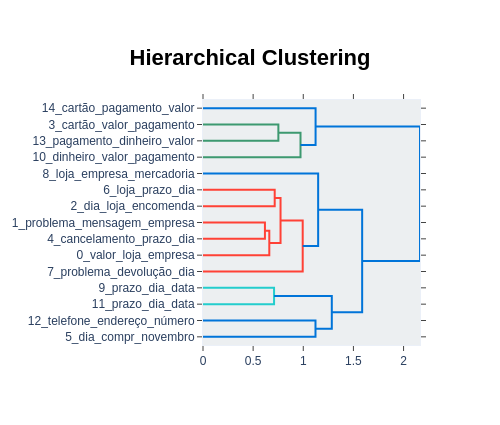 Hierarchical Clustering
14_cartão_pagamento_valor
3_cartão_valor_pagamento
13_pagamento_dinheiro_valor
10_dinheiro_valor_pagamento
8_loja_empresa_mercadoria
6_loja_prazo_dia
2_dia_loja_encomenda
1_problema_mensagem_empresa
4_cancelamento_prazo_dia
0_valor_loja_empresa
7_problema_devolução_dia
9_prazo_dia_data
11_prazo_dia_data
12_telefone_endereço_número
5_dia_compr_novembro
0 0.5 1 1.5 2